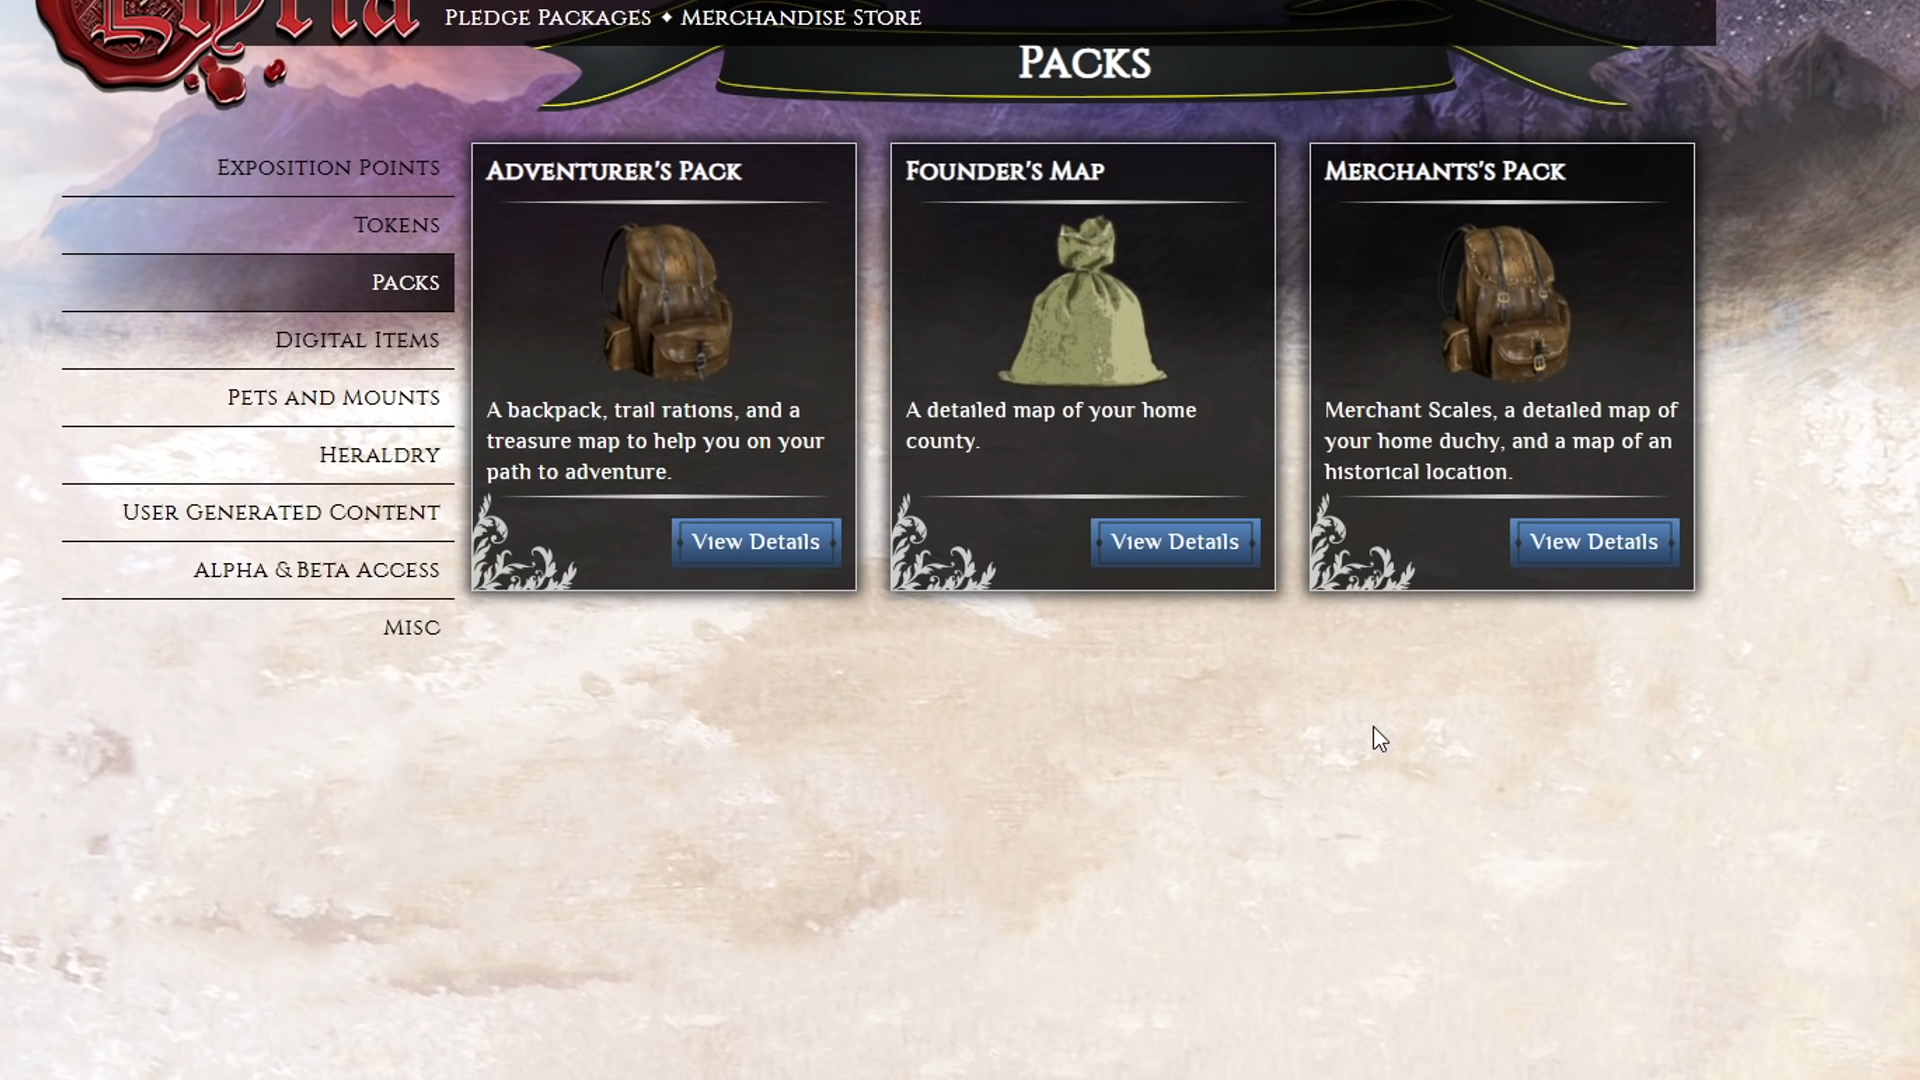 PLEDGE PACKAGES ♦ MERCHANDISE STORE
PACKS
EXPOSITION POINTS
TOKENS
PACKS
DIGITAL ITEMS
PETS AND MOUNTS
HERALDRY
USER GENERATED CONTENT
ALPHA & BETA ACCESS
MISC
ADVENTURER'S PACK
A backpack, trail rations, and a
treasure map to help you on your
path to adventure.
View Details
FOUNDER'S MAP
A detailed map of your home
county.
View Details
MERCHANTS'S PACK
Merchant Scales, a detailed map of
your home duchy, and a map of an
historical location.
View Details